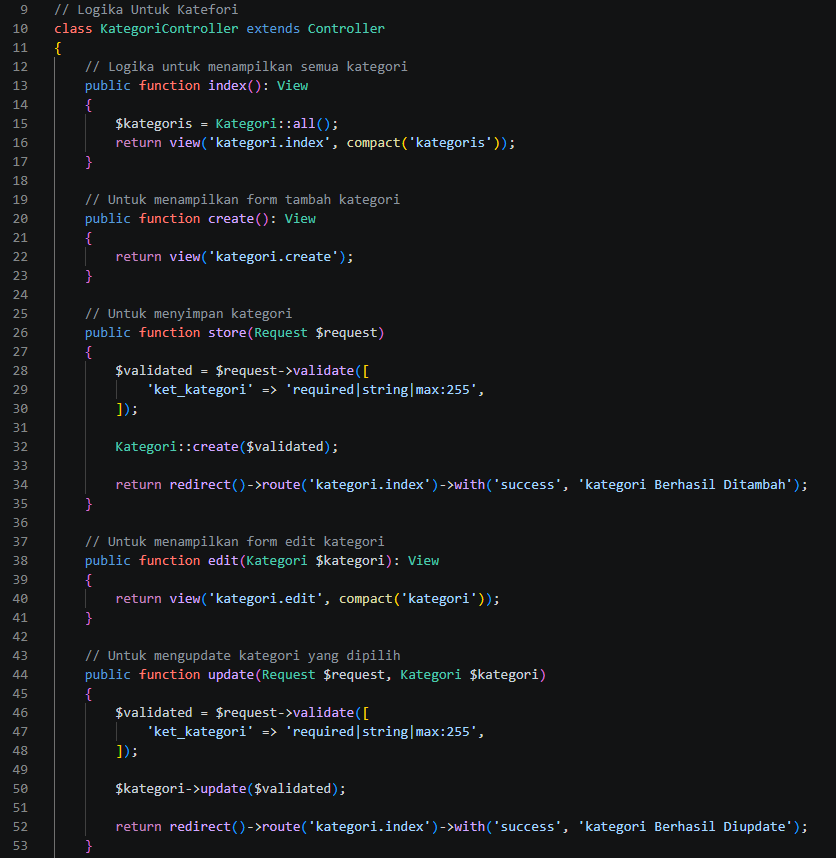 9 // Logika Untuk Katefori
10 class KategoriController extends Controller
11 {
12     // Logika untuk menampilkan semua kategori
13     public function index(): View
14     {
15         $kategoris = Kategori::all();
16         return view('kategori.index', compact('kategoris'));
17     }
18
19     // Untuk menampilkan form tambah kategori
20     public function create(): View
21     {
22         return view('kategori.create');
23     }
24
25     // Untuk menyimpan kategori
26     public function store(Request $request)
27     {
28         $validated = $request->validate([
29             'ket_kategori' => 'required|string|max:255',
30         ]);
31
32         Kategori::create($validated);
33
34         return redirect()->route('kategori.index')->with('success', 'kategori Berhasil Ditambah');
35     }
36
37     // Untuk menampilkan form edit kategori
38     public function edit(Kategori $kategori): View
39     {
40         return view('kategori.edit', compact('kategori'));
41     }
42
43     // Untuk mengupdate kategori yang dipilih
44     public function update(Request $request, Kategori $kategori)
45     {
46         $validated = $request->validate([
47             'ket_kategori' => 'required|string|max:255',
48         ]);
49
50         $kategori->update($validated);
51
52         return redirect()->route('kategori.index')->with('success', 'kategori Berhasil Diupdate');
53     }